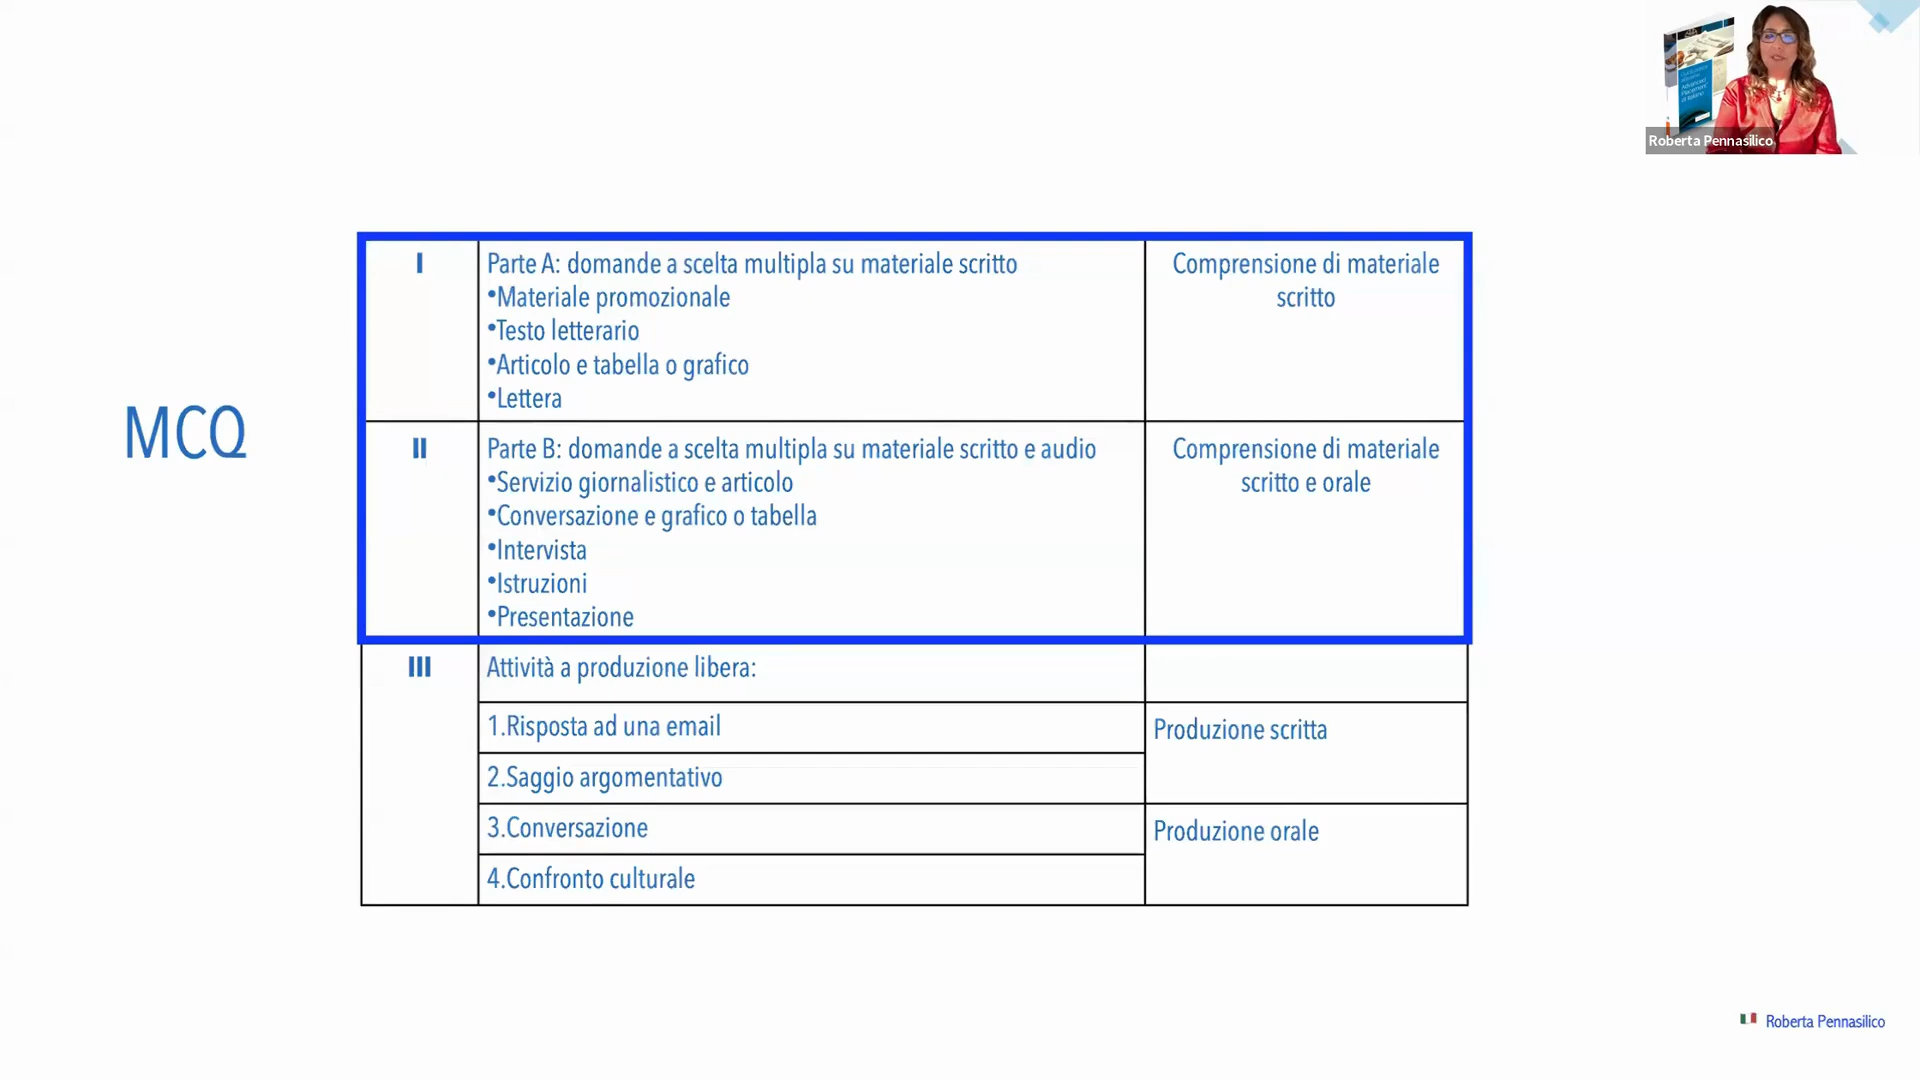 Roberta Pennasilico
MCQ
I
Parte A: domande a scelta multipla su materiale scritto
•Materiale promozionale
•Testo letterario
•Articolo e tabella o grafico
•Lettera
Comprensione di materiale
scritto
II
Parte B: domande a scelta multipla su materiale scritto e audio
•Servizio giornalistico e articolo
•Conversazione e grafico o tabella
•Intervista
•Istruzioni
•Presentazione
Comprensione di materiale
scritto e orale
III
Attività a produzione libera:
1.Risposta ad una email
2.Saggio argomentativo
Produzione scritta
3.Conversazione
4.Confronto culturale
Produzione orale
Roberta Pennasilico